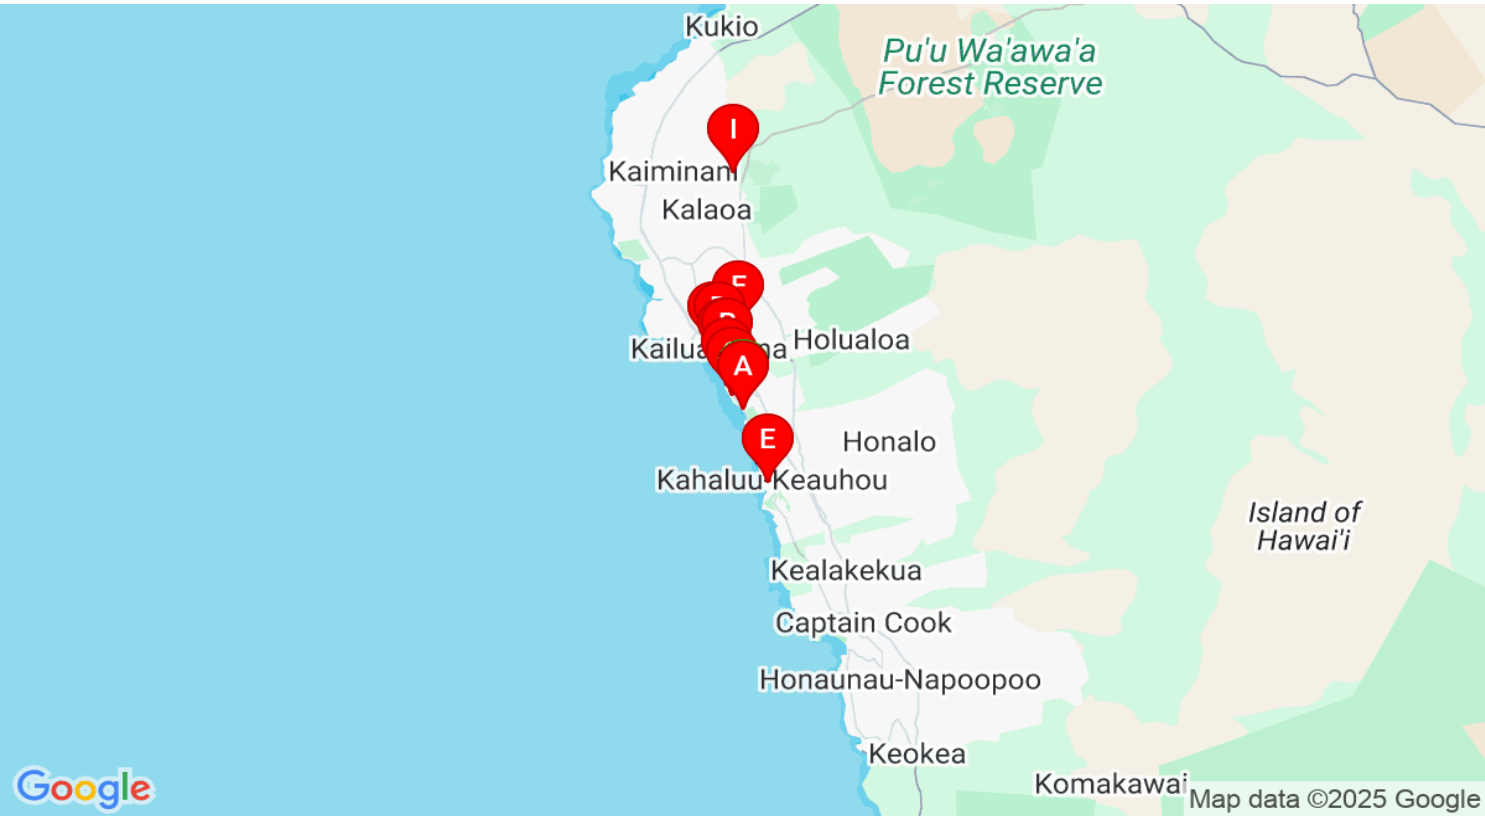 Kukio
Pu'u Wa'awa'a
Forest Reserve
I
Kaiminani
Kalaoa
Holualoa
A
E
Honalo
Kahaluu-Keauhou
Island of
Hawai'i
Kealakekua
Captain Cook
Honaunau-Napoopoo
Keokea
Komakawai
Google
Map data ©2025 Google